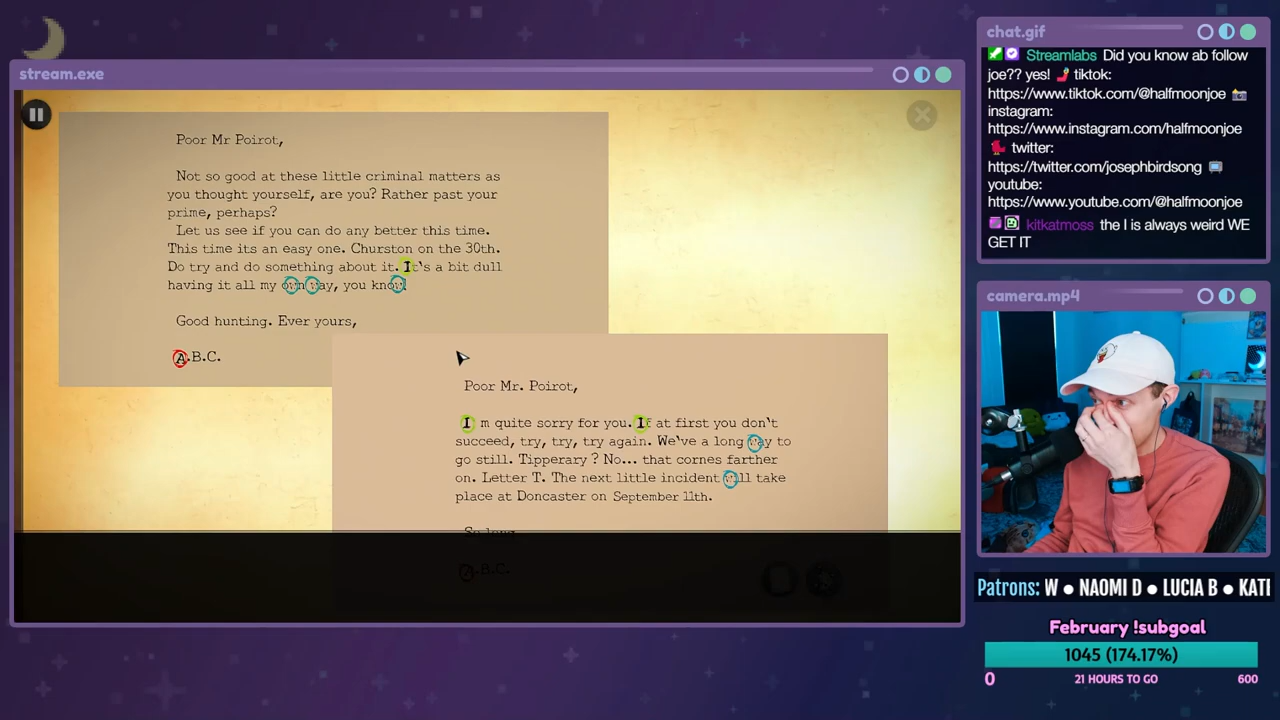 stream.exe
Poor Mr Poirot,
Not so good at these little criminal matters as
you thought yourself, are you? Rather past your
prime, perhaps?
Let us see if you can do any better this time.
This time its an easy one. Churston on the 30th.
Do try and do something about it. It's a bit dull
having it all my own way, you know!
Good hunting. Ever yours,
A.B.C.
Poor Mr. Poirot,
I m quite sorry for you. If at first you don't
succeed, try, try, try again. We've a long way to
go still. Tipperary ? No... that comes farther
on. Letter T. The next little incident will take
place at Doncaster on September 11th.
So long.
A.B.C.
chat.gif
Streamlabs Did you know ab follow
joe?? yes! tiktok:
https://www.tiktok.com/@halfmoonjoe
instagram:
https://www.instagram.com/halfmoonjoe
twitter:
https://twitter.com/josephbirdsong
youtube:
https://www.youtube.com/@halfmoonjoe
kitkatmoss the I is always weird WE
GET IT
camera.mp4
Patrons: W ● NAOMI D ● LUCIA B ● KATI
February !subgoal
1045 (174.17%)
0 21 HOURS TO GO 600